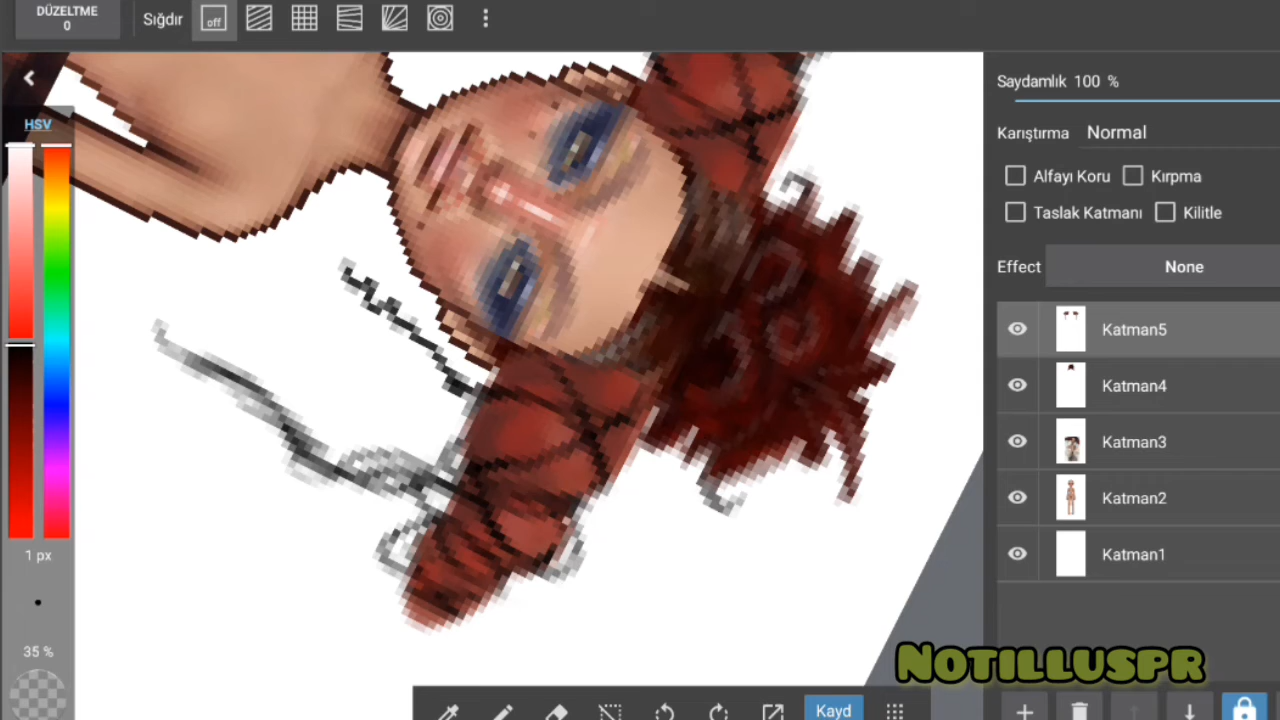 DÜZELTME
0
Sığdır
off
HSV
Saydamlık 100 %
Karıştırma Normal
Alfayı Koru Kırpma
Taslak Katmanı Kilitle
Effect None
Katman5
Katman4
Katman3
Katman2
Katman1
1 px
35 %
NOTILLUSPR
Kayd